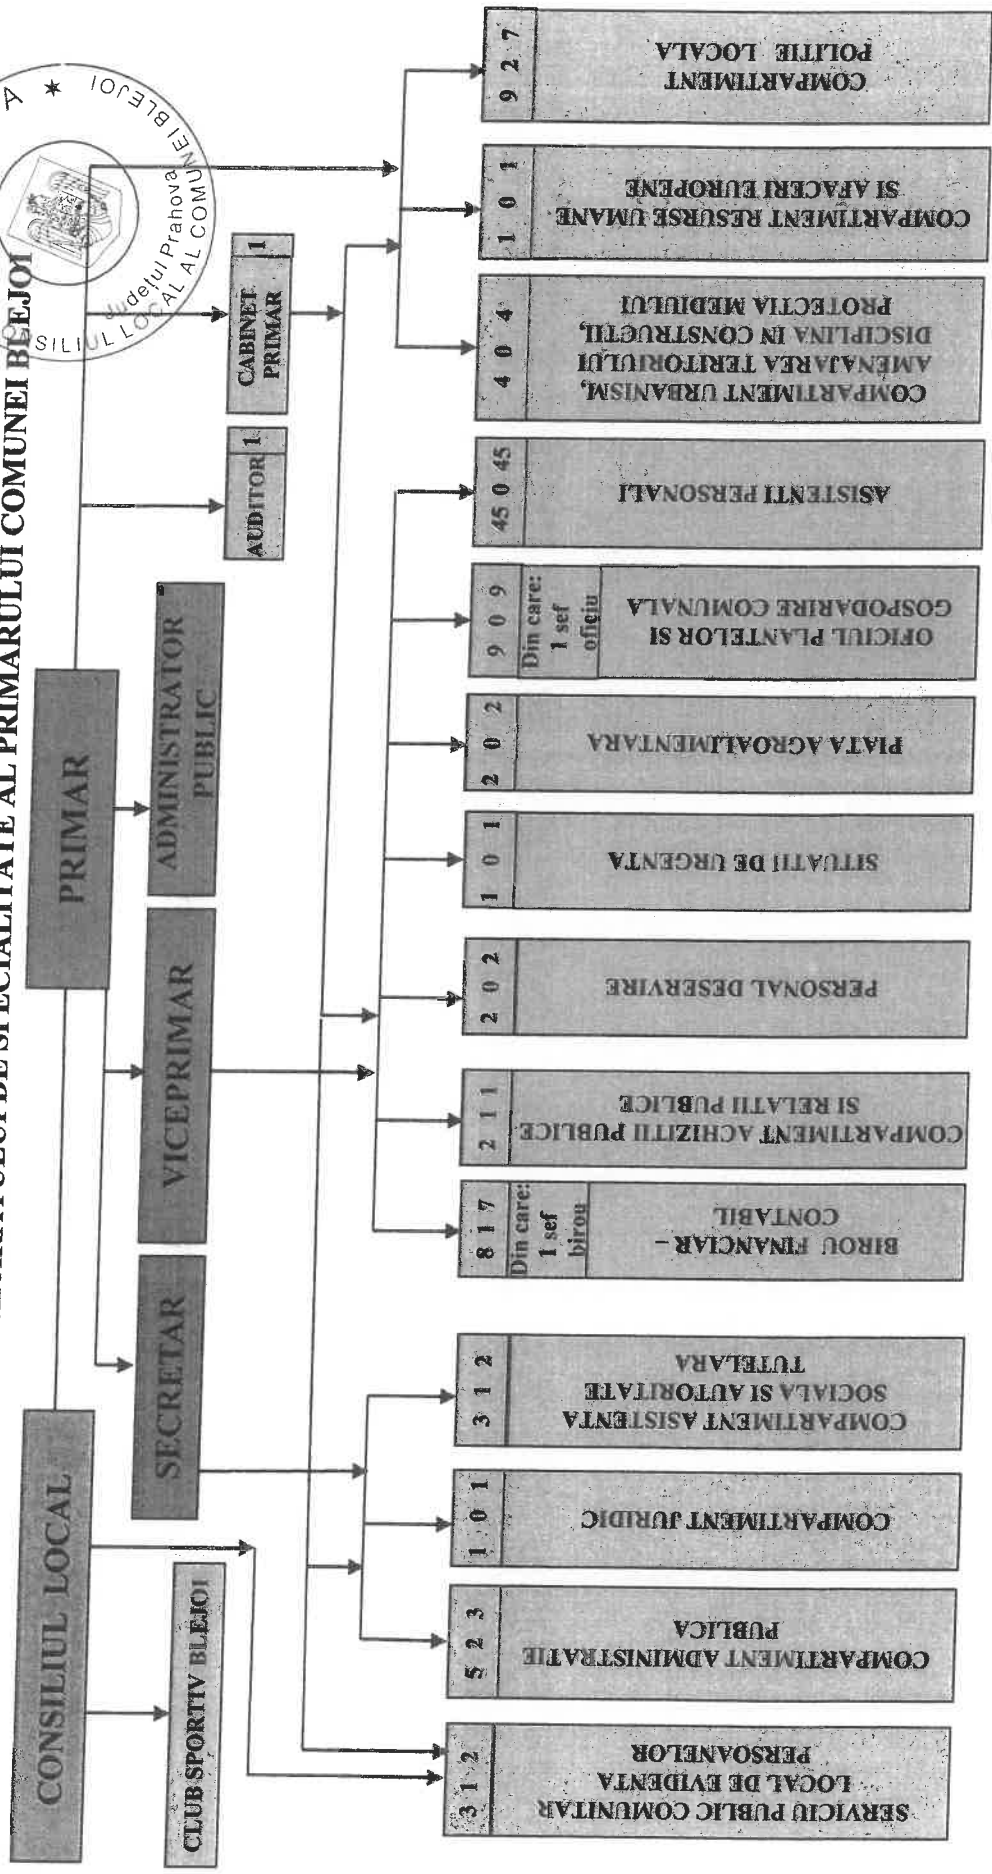 AL PRIMARULUI COMUNEI BLEJOI
A * CONSILIUL LOCAL AL COMUNEI BLEJOI
Județul Prahova
CONSILIUL LOCAL
PRIMAR
CLUB SPORTIV BLEJOI
SECRETAR
VICEPRIMAR
ADMINISTRATOR
PUBLIC
AUDITOR 1
CABINET 1
PRIMAR
3 1 2
SERVICIU PUBLIC COMUNITAR
LOCAL DE EVIDENTA
PERSOANELOR
5 2 3
COMPARTIMENT ADMINISTRATIE
PUBLICA
1 0 1
COMPARTIMENT JURIDIC
3 1 2
COMPARTIMENT ASISTENTA
SOCIALA SI AUTORITATE
TUTELARA
8 1 7
Din care:
1 sef
birou
BIROU FINANCIAR –
CONTABIL
2 1 1
COMPARTIMENT ACHIZITII PUBLICE
SI RELATII PUBLICE
2 0 2
PERSONAL DESERVIRE
1 0 1
SITUATII DE URGENTA
2 0 2
PIATA AGROALIMENTARA
9 0 9
Din care:
1 sef
oficiu
OFICIUL PLANTELOR SI
GOSPODARIRE COMUNALA
45 0 45
ASISTENTI PERSONALI
4 0 4
COMPARTIMENT URBANISM,
AMENAJAREA TERITORIULUI
DISCIPLINA IN CONSTRUCTII,
PROTECTIA MEDIULUI
1 0 1
COMPARTIMENT RESURSE UMANE
SI AFACERI EUROPENE
9 2 7
COMPARTIMENT
POLITIE LOCALA